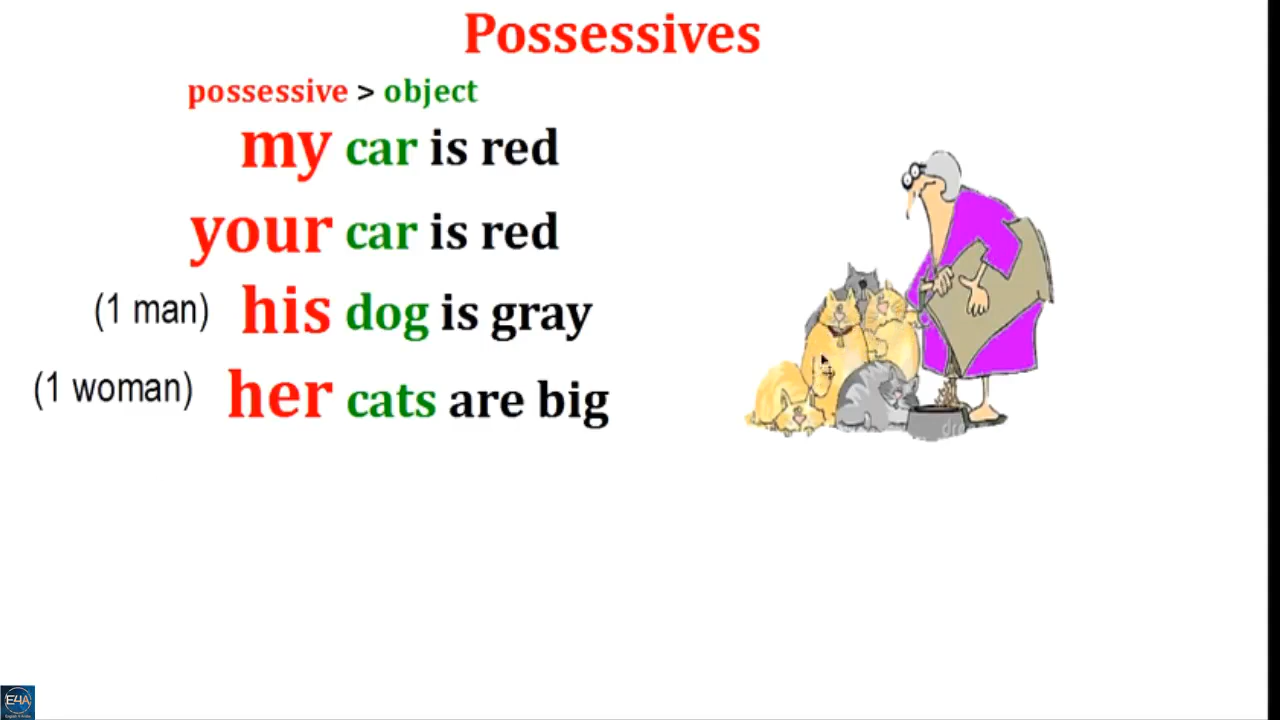 Possessives
possessive > object
my car is red
your car is red
(1 man) his dog is gray
(1 woman) her cats are big
E4A